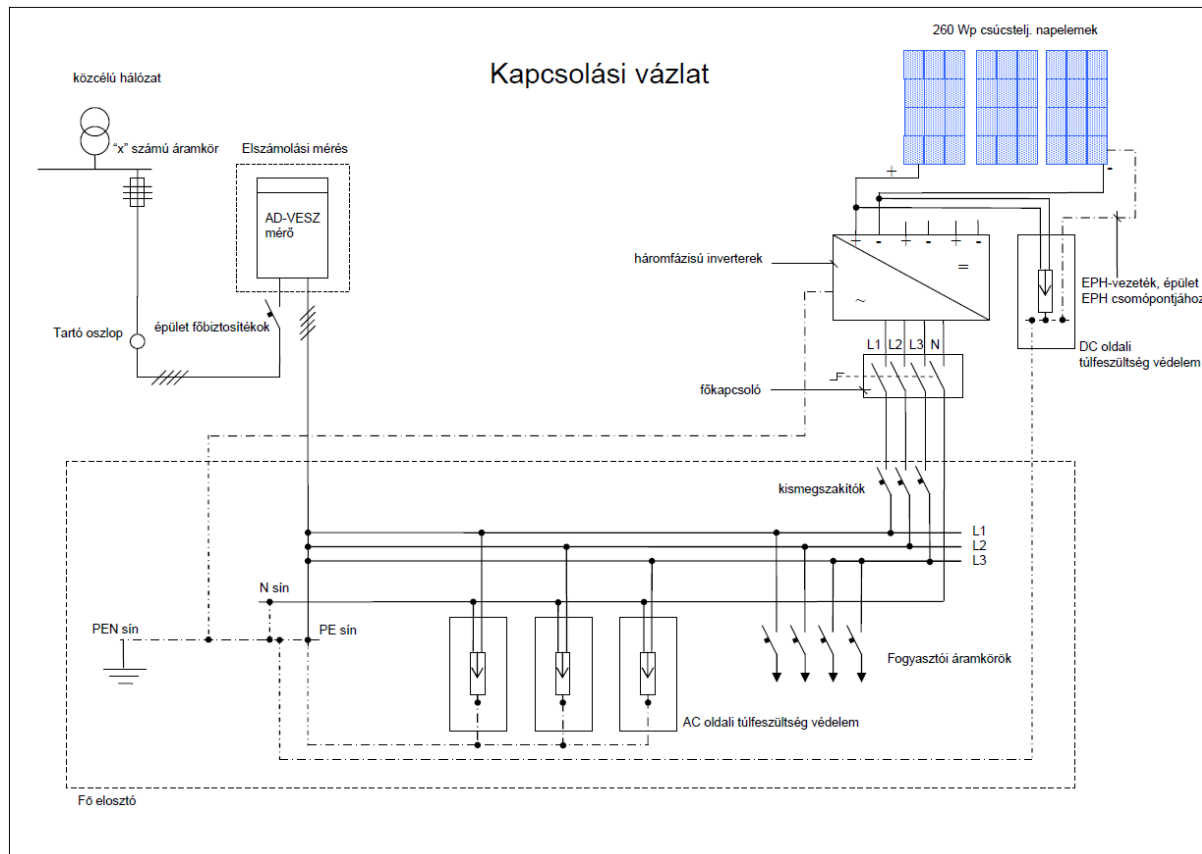 260 Wp csúcstelj. napelemek
Kapcsolási vázlat
közcélú hálózat
"x" számú áramkör
Elszámolási mérés
AD-VESZ
mérő
+
-
+ - + - + -
=
~
háromfázisú inverterek
EPH-vezeték, épület
EPH csomópontjához
DC oldali
túlfeszültség védelem
Tartó oszlop
épület főbiztosítékok
L1 L2 L3 N
főkapcsoló
kismegszakítók
L1
L2
L3
N sín
PEN sín
PE sín
Fogyasztói áramkörök
AC oldali túlfeszültség védelem
Fő elosztó